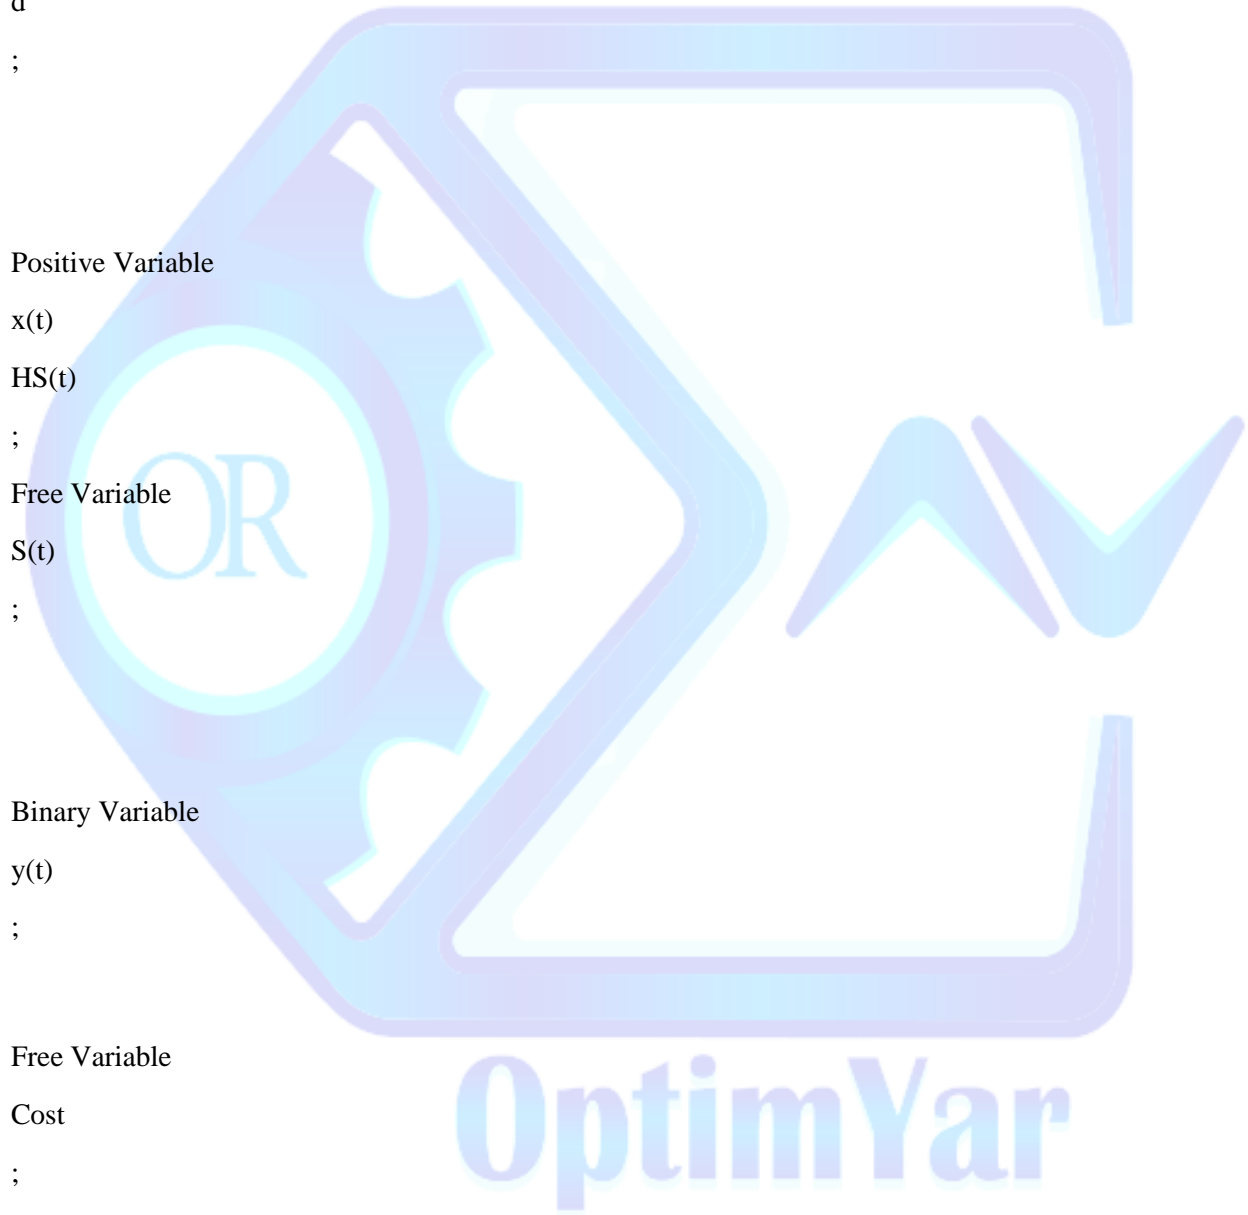 d
;
Positive Variable
x(t)
HS(t)
;
Free Variable
S(t)
;
OR
Binary Variable
y(t)
;
Free Variable
Cost
;
OptimYar